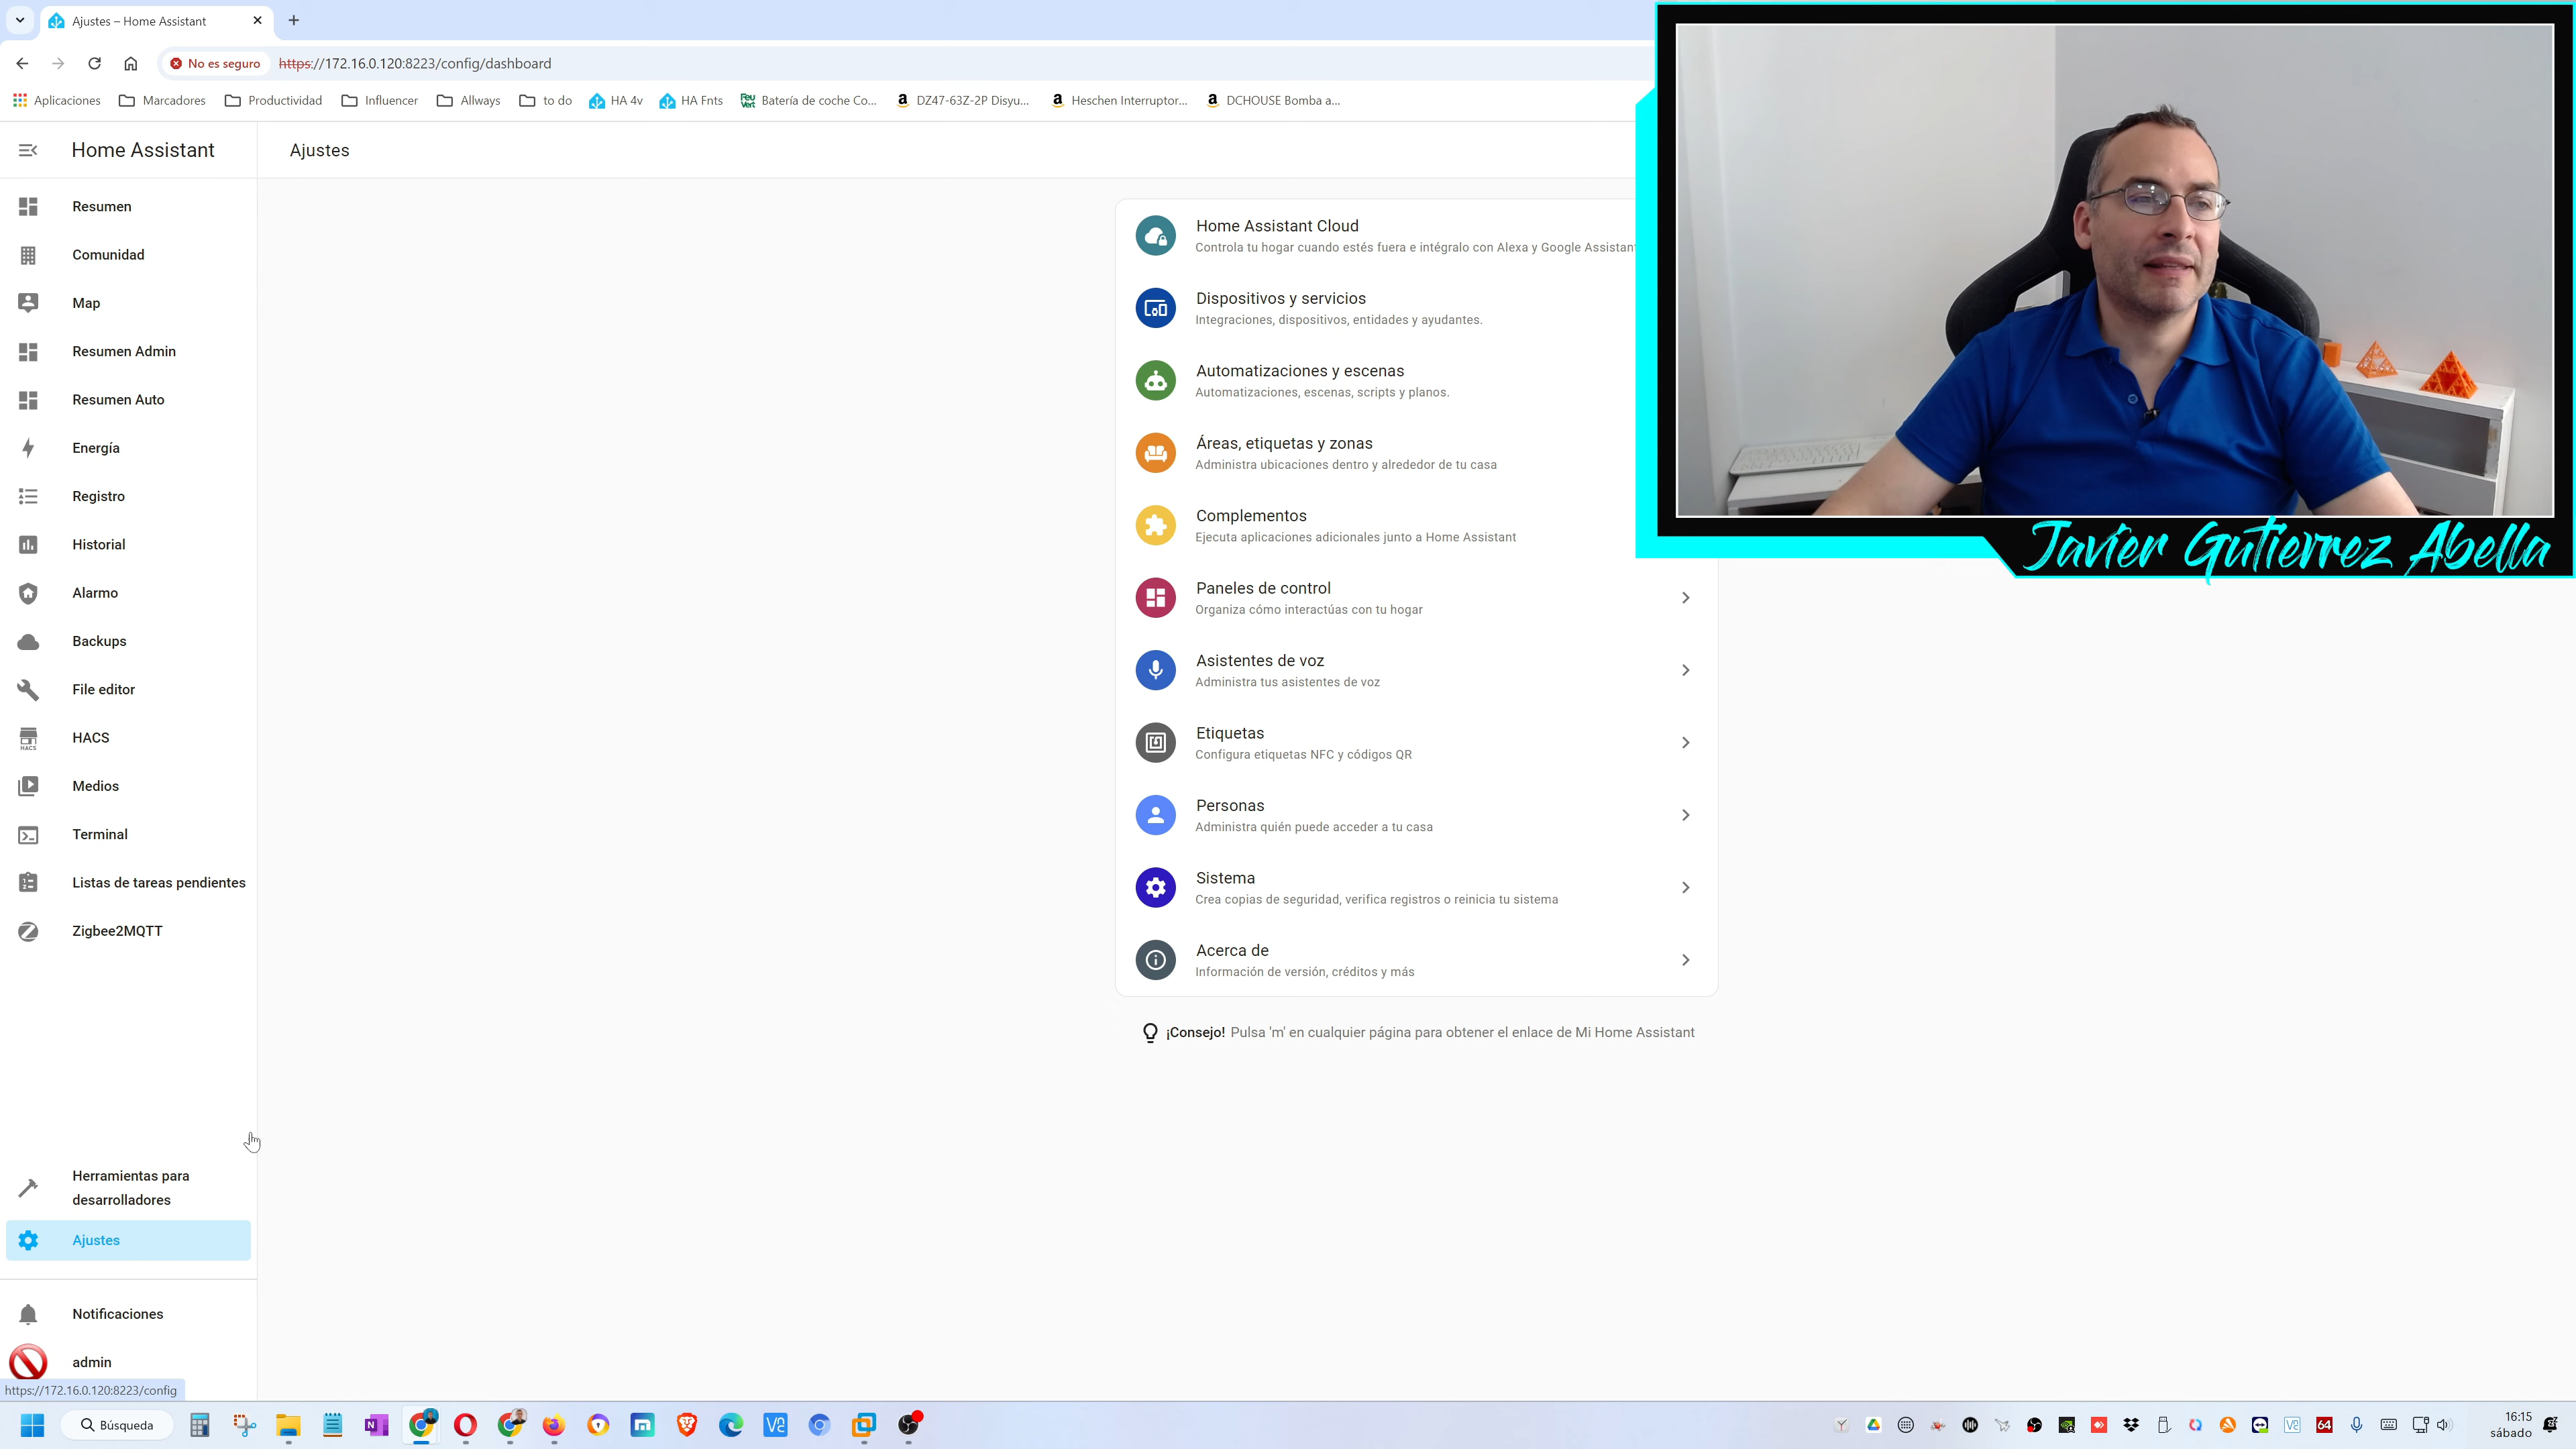 Ajustes – Home Assistant
No es seguro
https://172.16.0.120:8223/config/dashboard
Aplicaciones
Marcadores
Productividad
Influencer
Allways
to do
HA 4v
HA Fnts
Feu Vert
Batería de coche Co...
DZ47-63Z-2P Disyu...
Heschen Interruptor...
DCHOUSE Bomba a...
Home Assistant
Ajustes
Resumen
Comunidad
Map
Resumen Admin
Resumen Auto
Energía
Registro
Historial
Alarmo
Backups
File editor
HACS
HACS
Medios
Terminal
Listas de tareas pendientes
Zigbee2MQTT
Herramientas para
desarrolladores
Ajustes
Notificaciones
admin
https://172.16.0.120:8223/config
Home Assistant Cloud
Controla tu hogar cuando estés fuera e intégralo con Alexa y Google Assistant
Dispositivos y servicios
Integraciones, dispositivos, entidades y ayudantes.
Automatizaciones y escenas
Automatizaciones, escenas, scripts y planos.
Áreas, etiquetas y zonas
Administra ubicaciones dentro y alrededor de tu casa
Complementos
Ejecuta aplicaciones adicionales junto a Home Assistant
Paneles de control
Organiza cómo interactúas con tu hogar
Asistentes de voz
Administra tus asistentes de voz
Etiquetas
Configura etiquetas NFC y códigos QR
Personas
Administra quién puede acceder a tu casa
Sistema
Crea copias de seguridad, verifica registros o reinicia tu sistema
Acerca de
Información de versión, créditos y más
¡Consejo! Pulsa 'm' en cualquier página para obtener el enlace de Mi Home Assistant
Javier Gutierrez Abella
Búsqueda
64
16:15
sábado